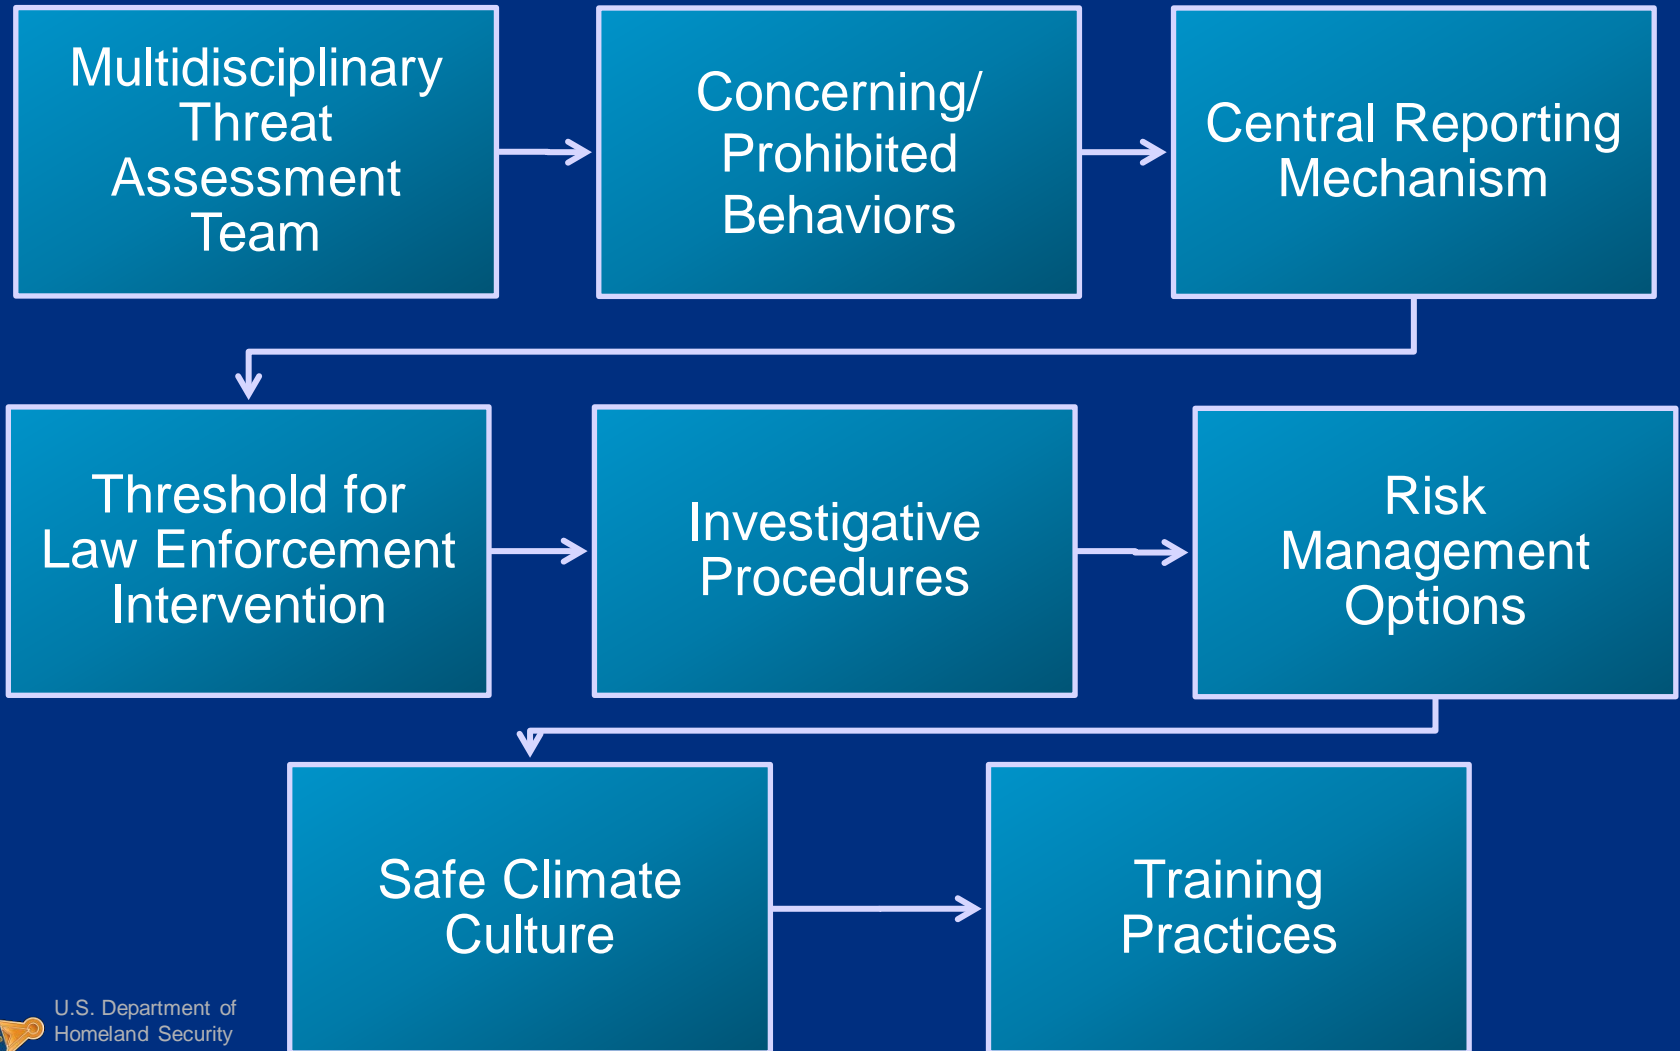 Multidisciplinary
Threat
Assessment
Team
Concerning/
Prohibited
Behaviors
Central Reporting
Mechanism
Threshold for
Law Enforcement
Intervention
Investigative
Procedures
Risk
Management
Options
Safe Climate
Culture
Training
Practices
U.S. Department of
Homeland Security